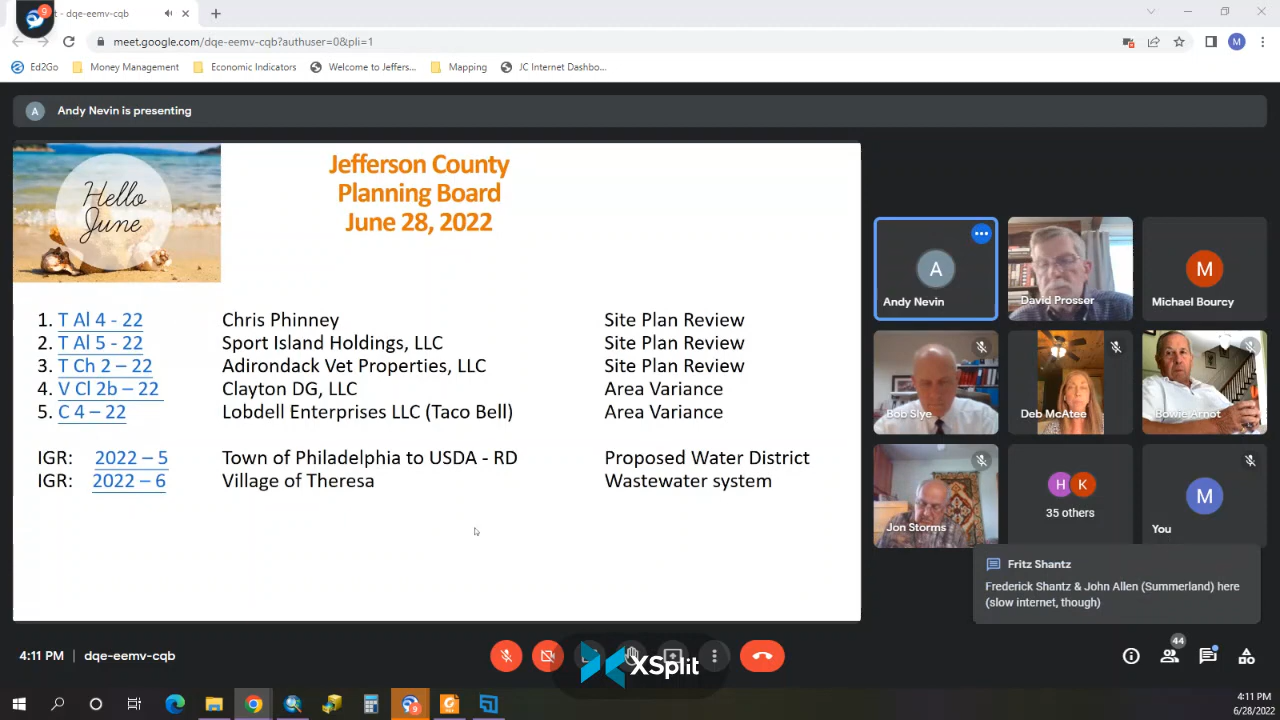 t - dqe-eemv-cqb
9
meet.google.com/dqe-eemv-cqb?authuser=0&pli=1
M
Ed2Go Money Management Economic Indicators Welcome to Jeffers... Mapping JC Internet Dashbo...
A Andy Nevin is presenting
Hello
June
Jefferson County
Planning Board
June 28, 2022
1. T Al 4 - 22 Chris Phinney Site Plan Review
2. T Al 5 - 22 Sport Island Holdings, LLC Site Plan Review
3. T Ch 2 – 22 Adirondack Vet Properties, LLC Site Plan Review
4. V Cl 2b – 22 Clayton DG, LLC Area Variance
5. C 4 – 22 Lobdell Enterprises LLC (Taco Bell) Area Variance
IGR: 2022 – 5 Town of Philadelphia to USDA - RD Proposed Water District
IGR: 2022 – 6 Village of Theresa Wastewater system
A
Andy Nevin
David Prosser
M
Michael Bourcy
Bob Slye
Deb McAtee
Bowie Arnot
Jon Storms
H K
35 others
M
You
Fritz Shantz
Frederick Shantz & John Allen (Summerland) here
(slow internet, though)
4:11 PM dqe-eemv-cqb
XSplit
44
9
4:11 PM
6/28/2022